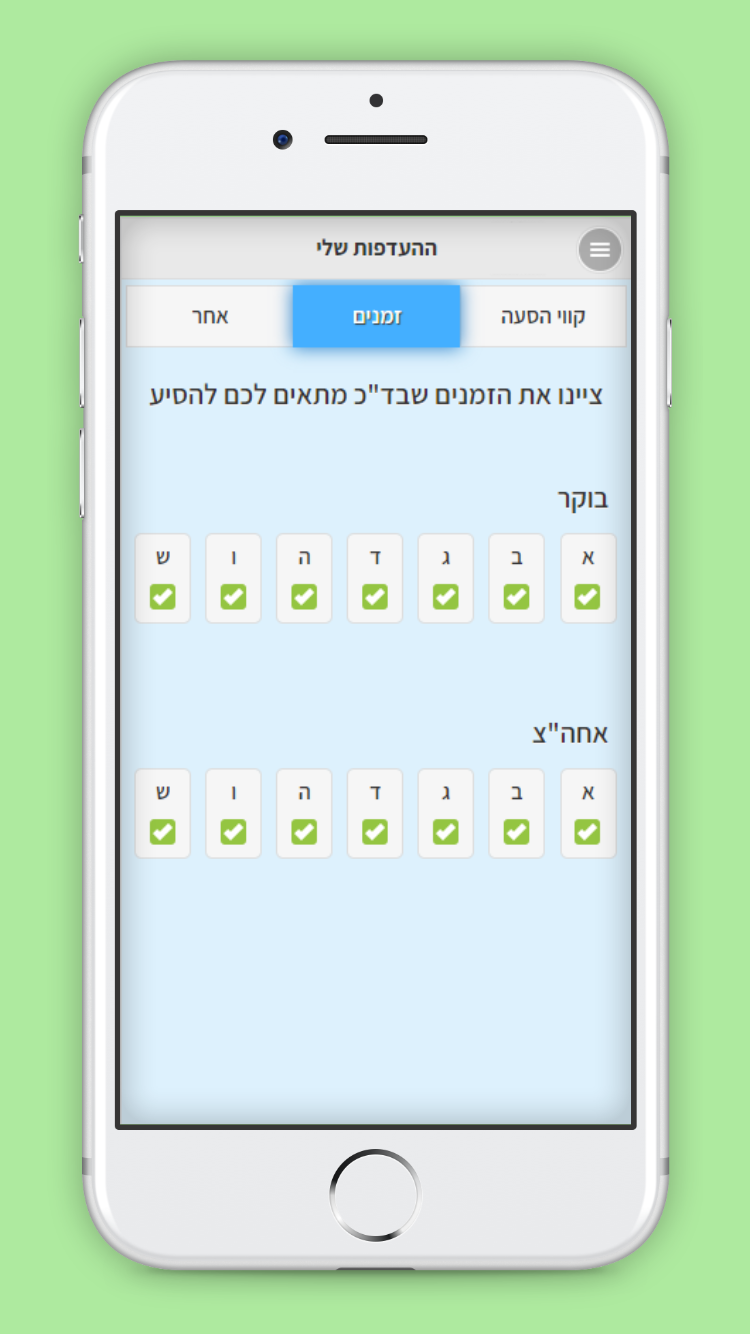 ההעדפות שלי
קווי הסעה זמנים אחר
ציינו את הזמנים שבד"כ מתאים לכם להסיע
בוקר
א ב ג ד ה ו ש
אחה"צ
א ב ג ד ה ו ש